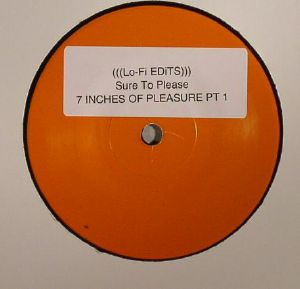 (((Lo-Fi EDITS)))
Sure To Please
7 INCHES OF PLEASURE PT 1